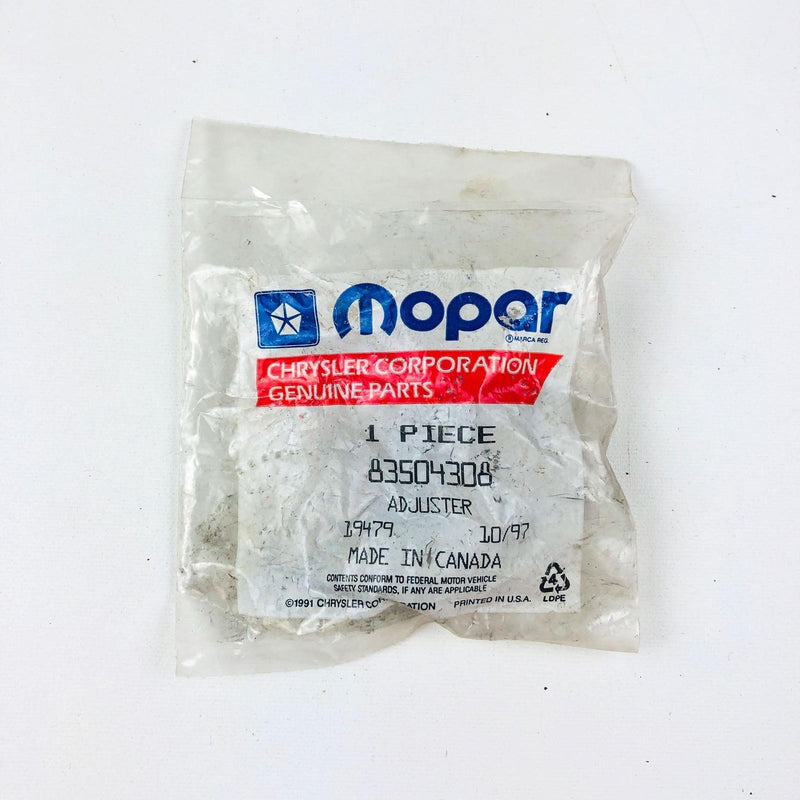 mopar
® MARCA REG.
CHRYSLER CORPORATION
GENUINE PARTS
1 PIECE
83504308
ADJUSTER
19479 10/97
MADE IN CANADA
CONTENTS CONFORM TO FEDERAL MOTOR VEHICLE
SAFETY STANDARDS, IF ANY ARE APPLICABLE
©1991 CHRYSLER CORPORATION PRINTED IN U.S.A.
4
LDPE